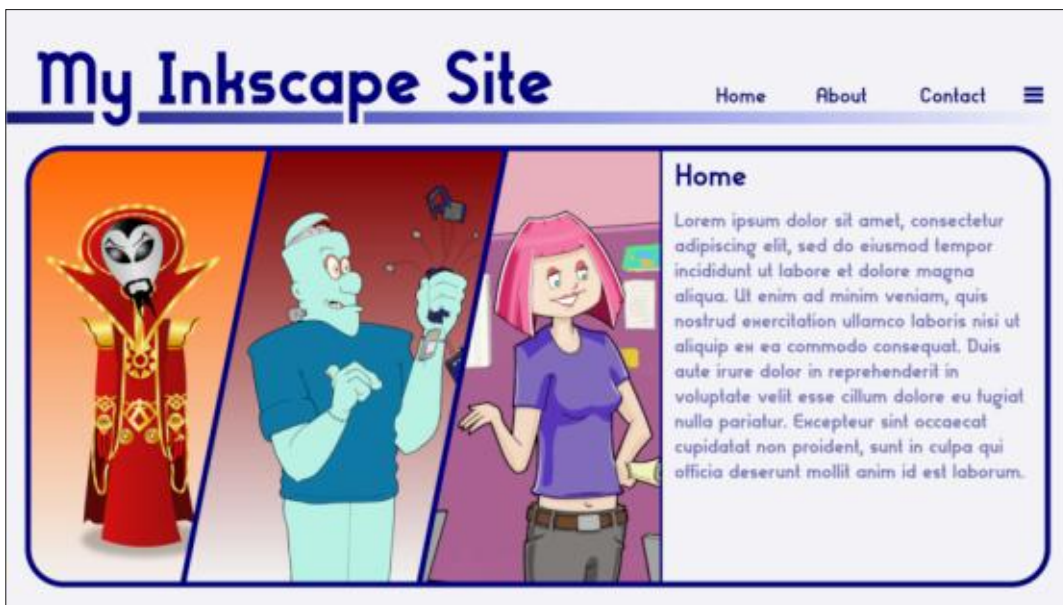 My Inkscape Site
Home About Contact
Home
Lorem ipsum dolor sit amet, consectetur
adipiscing elit, sed do eiusmod tempor
incididunt ut labore et dolore magna
aliqua. Ut enim ad minim veniam, quis
nostrud exercitation ullamco laboris nisi ut
aliquip ex ea commodo consequat. Duis
aute irure dolor in reprehenderit in
voluptate velit esse cillum dolore eu fugiat
nulla pariatur. Excepteur sint occaecat
cupidatat non proident, sunt in culpa qui
officia deserunt mollit anim id est laborum.